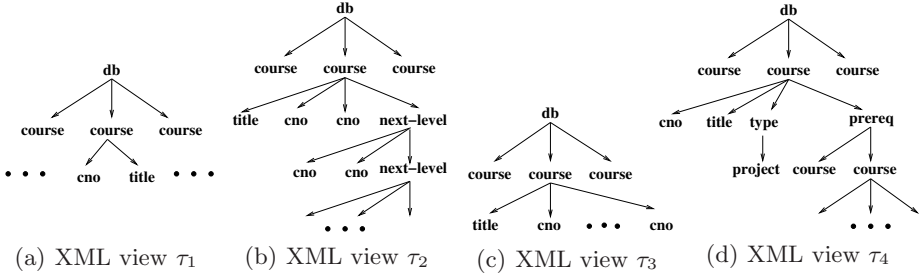 db
course course course
cno title
• • • • • •
(a) XML view τ1
db
course course course
title cno cno next-level
cno cno next-level
• • •
(b) XML view τ2
db
course course course
title cno • • • cno
(c) XML view τ3
db
course course course
cno title type prereq
project course course
• • •
(d) XML view τ4